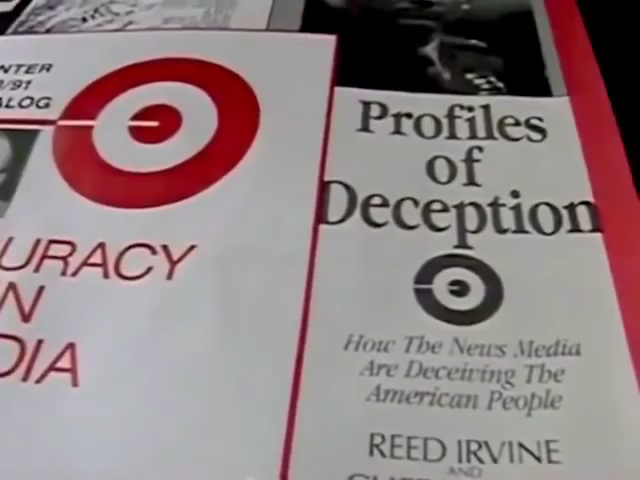 NTER
/91
ALOG
URACY
N
DIA
Profiles
of
Deception
How The News Media
Are Deceiving The
American People
REED IRVINE
AND